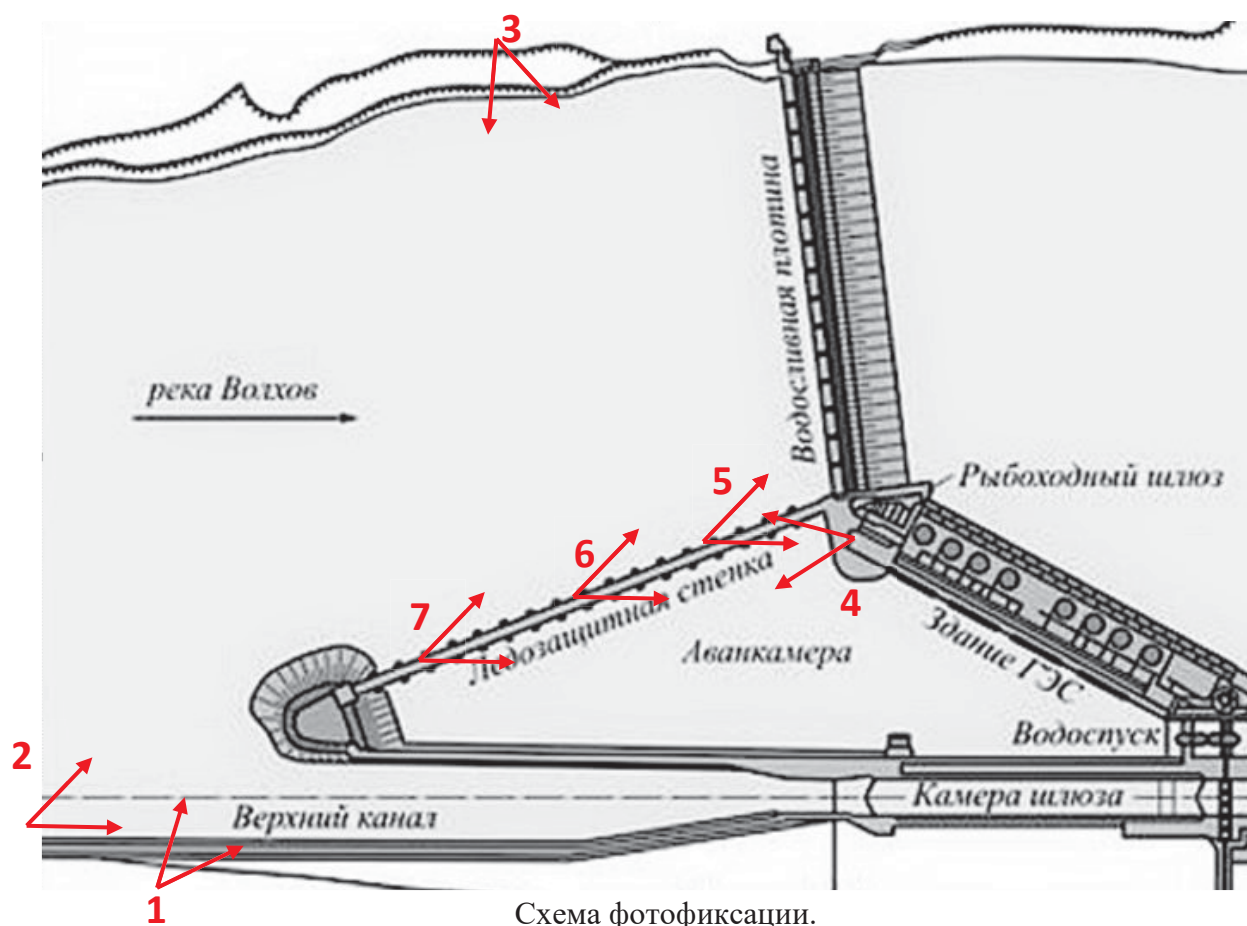 3
Водосливная плотина
река Волхов
Рыбоходный шлюз
5
6
4
7
Ледозащитная стенка
Аванкамера
Здание ГЭС
Водоспуск
2
Верхний канал
Камера шлюза
1
Схема фотофиксации.